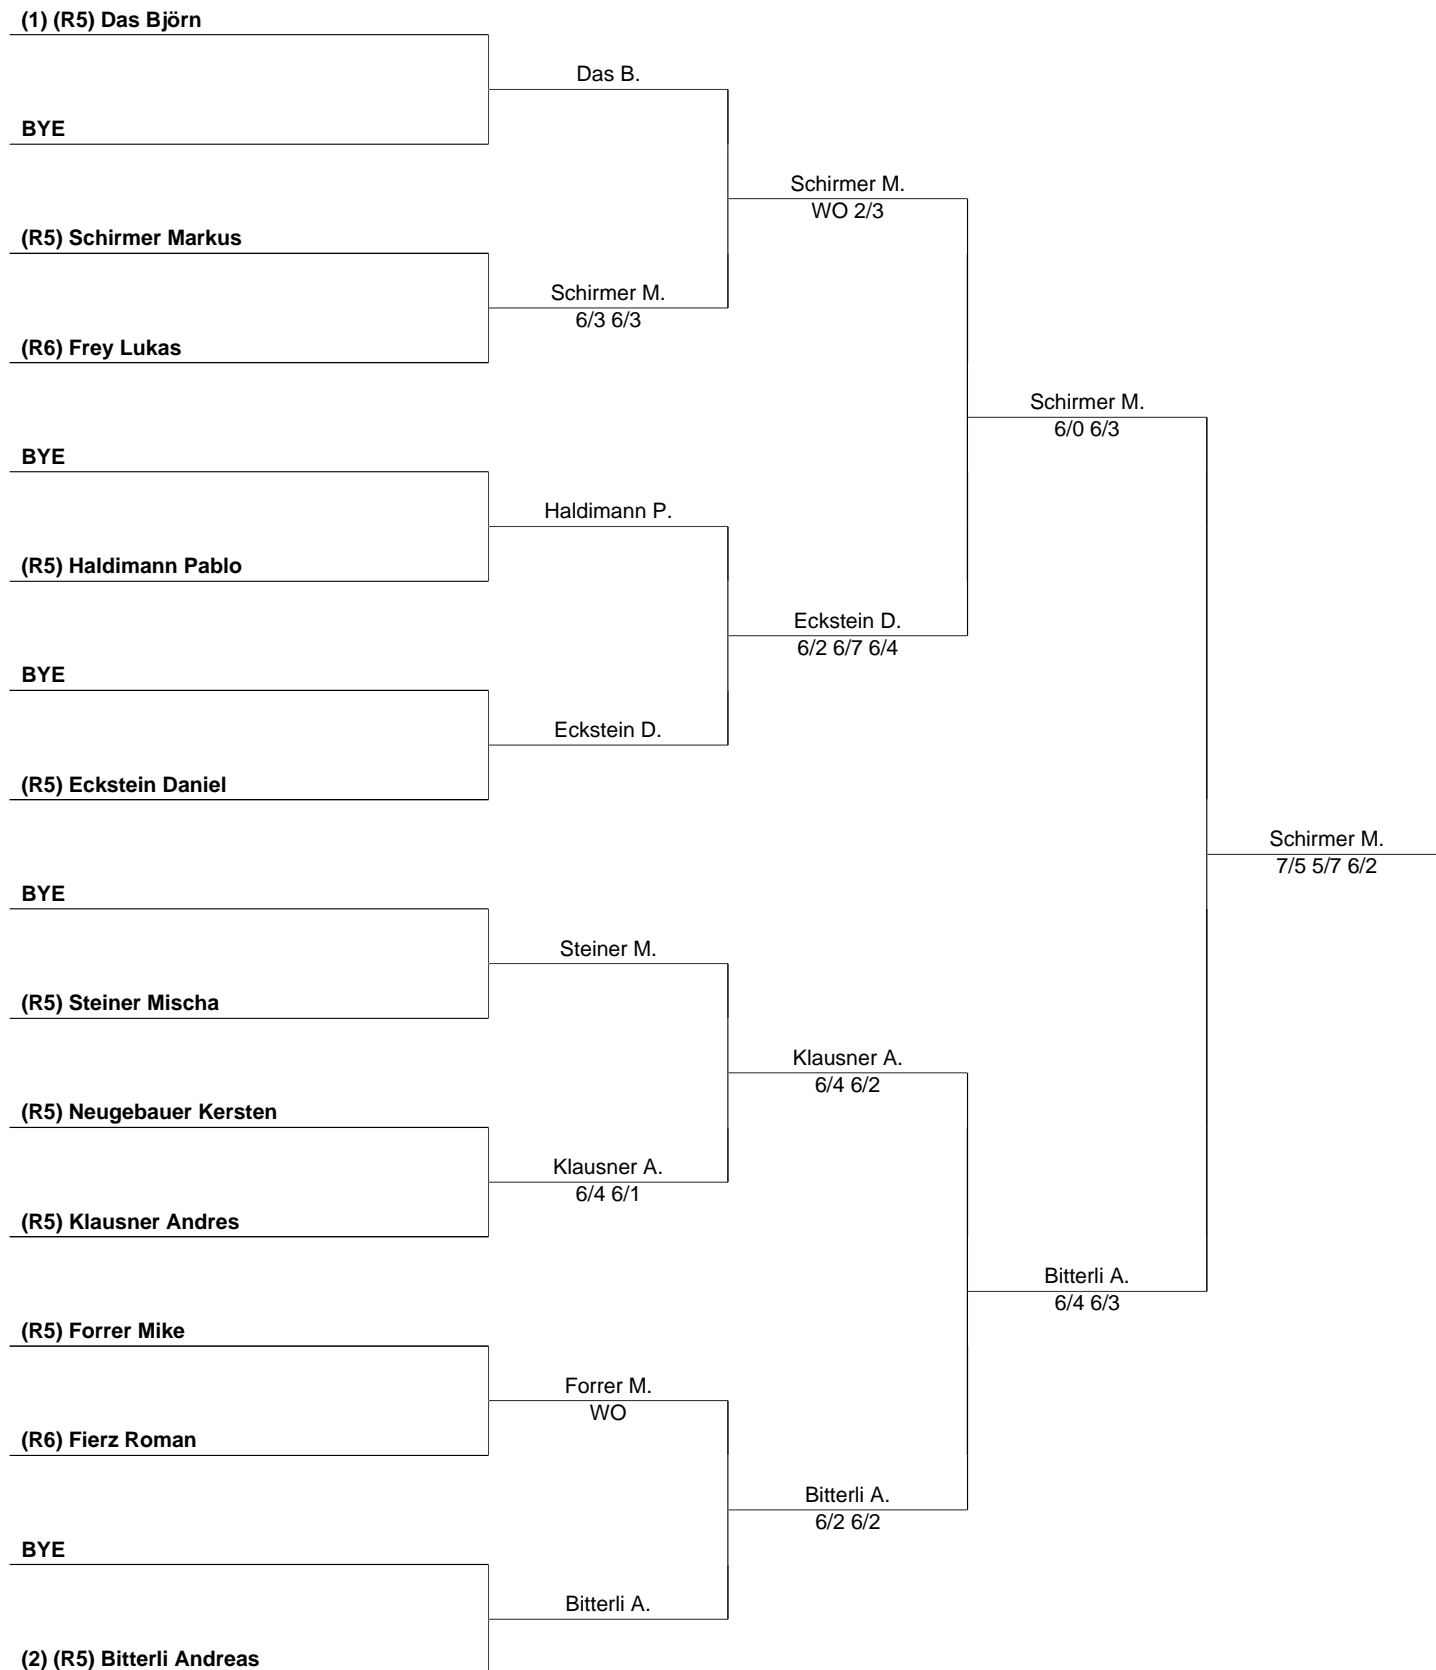 (1) (R5) Das Björn
Das B.
BYE
Schirmer M.
WO 2/3
(R5) Schirmer Markus
Schirmer M.
6/3 6/3
(R6) Frey Lukas
Schirmer M.
6/0 6/3
BYE
Haldimann P.
(R5) Haldimann Pablo
Eckstein D.
6/2 6/7 6/4
BYE
Eckstein D.
(R5) Eckstein Daniel
Schirmer M.
7/5 5/7 6/2
BYE
Steiner M.
(R5) Steiner Mischa
Klausner A.
6/4 6/2
(R5) Neugebauer Kersten
Klausner A.
6/4 6/1
(R5) Klausner Andres
Bitterli A.
6/4 6/3
(R5) Forrer Mike
Forrer M.
WO
(R6) Fierz Roman
Bitterli A.
6/2 6/2
BYE
Bitterli A.
(2) (R5) Bitterli Andreas